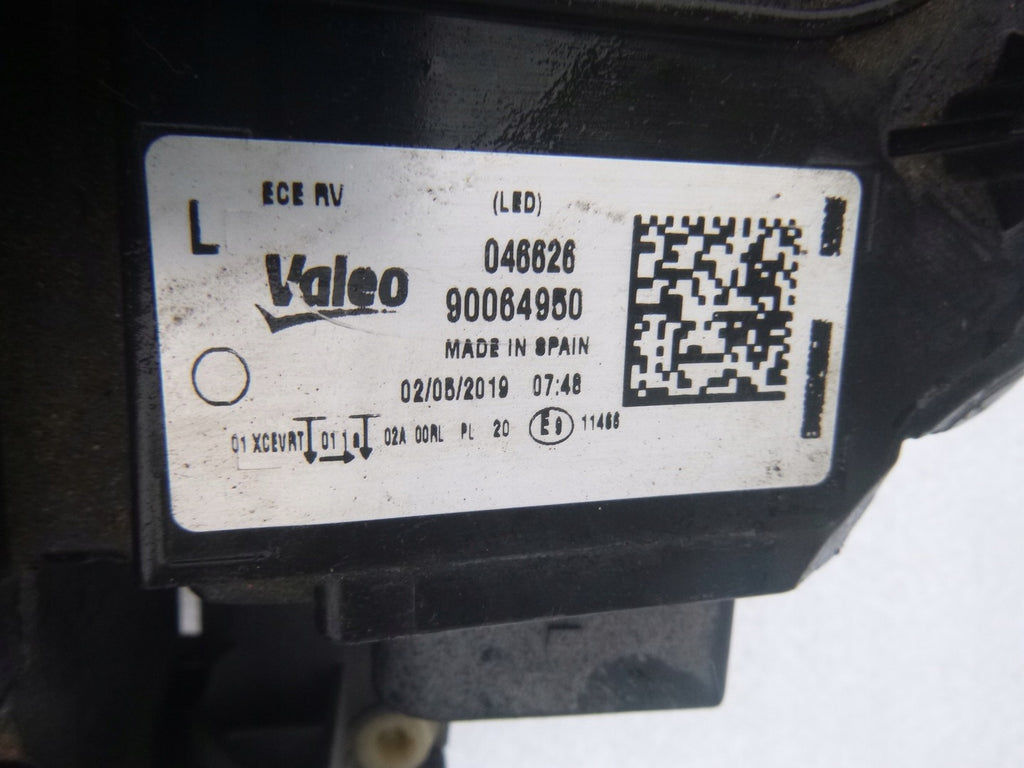 ECE RV (LED)
L
Valeo
046626
90064950
MADE IN SPAIN
02/05/2019 07:48
01 XCEVRT 01 1a 02A 00RL PL 20 E9 11466